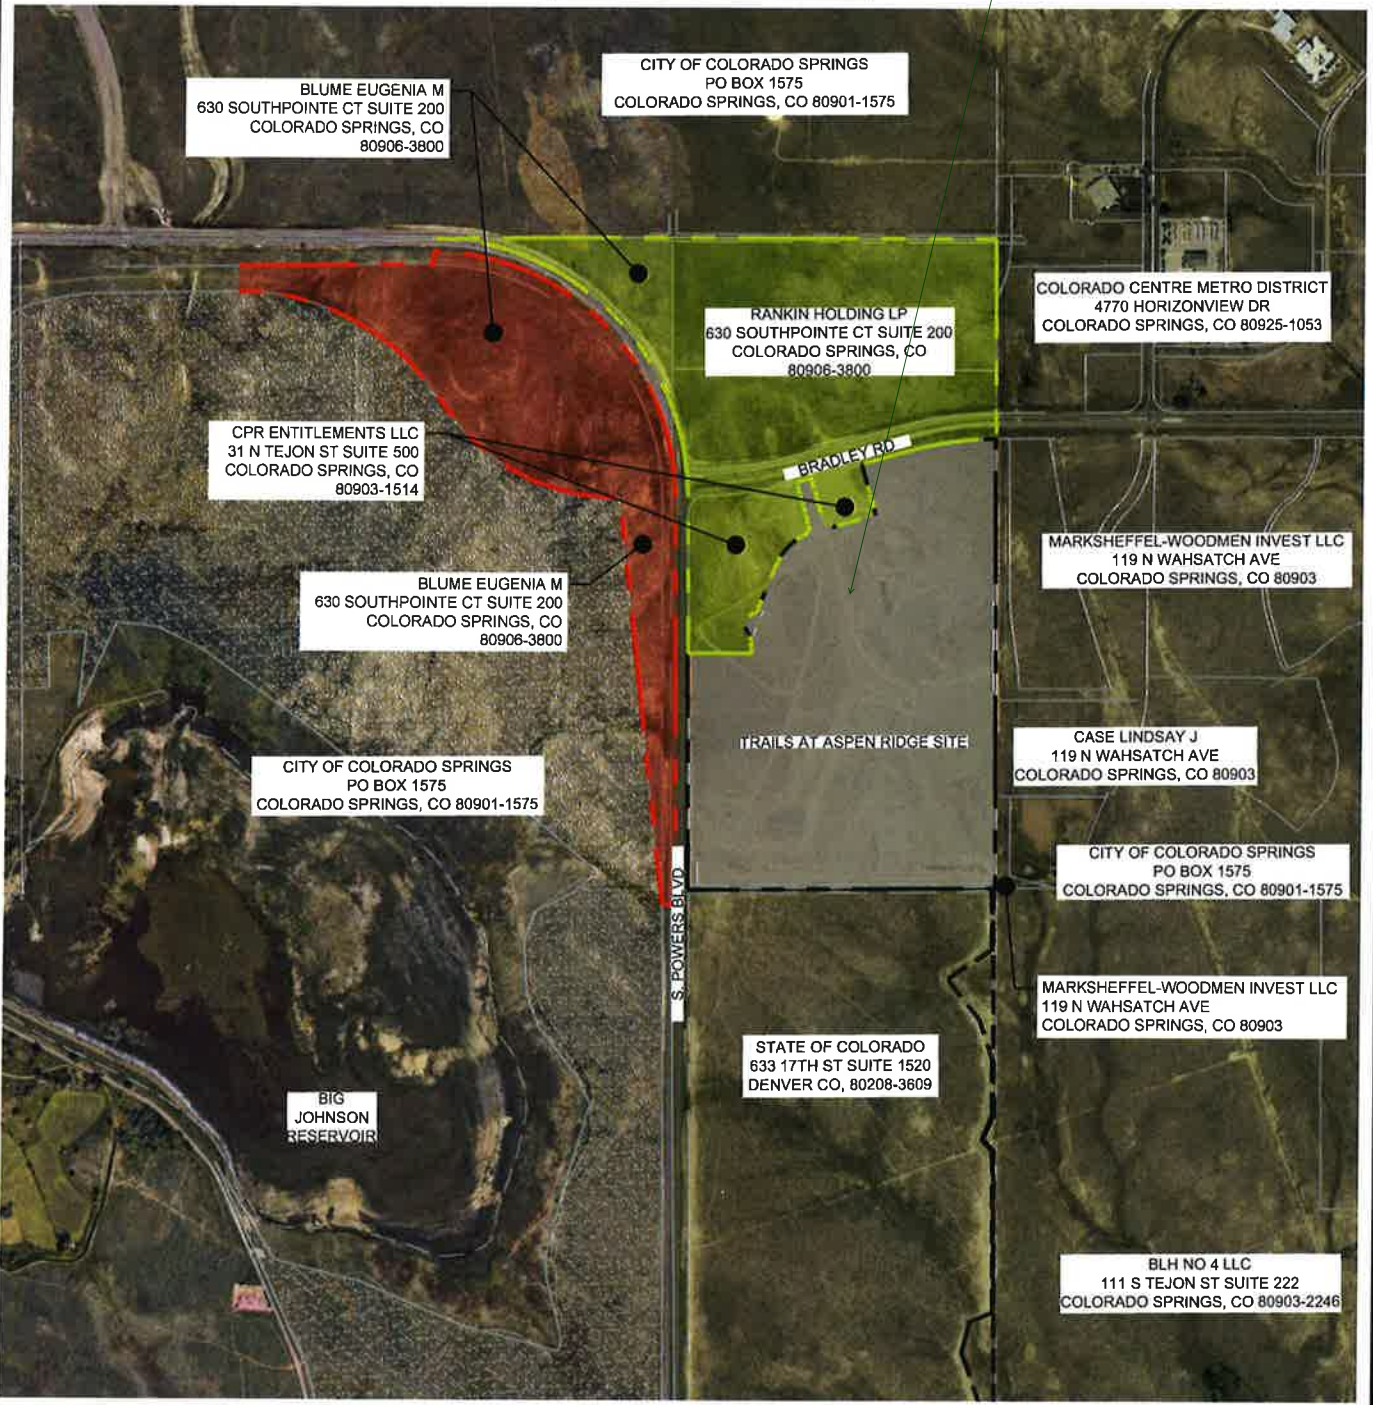 CITY OF COLORADO SPRINGS
PO BOX 1575
COLORADO SPRINGS, CO 80901-1575
BLUME EUGENIA M
630 SOUTHPOINTE CT SUITE 200
COLORADO SPRINGS, CO
80906-3800
COLORADO CENTRE METRO DISTRICT
4770 HORIZONVIEW DR
COLORADO SPRINGS, CO 80925-1053
RANKIN HOLDING LP
630 SOUTHPOINTE CT SUITE 200
COLORADO SPRINGS, CO
80906-3800
CPR ENTITLEMENTS LLC
31 N TEJON ST SUITE 500
COLORADO SPRINGS, CO
80903-1514
BRADLEY RD
MARKSHEFFEL-WOODMEN INVEST LLC
119 N WAHSATCH AVE
COLORADO SPRINGS, CO 80903
BLUME EUGENIA M
630 SOUTHPOINTE CT SUITE 200
COLORADO SPRINGS, CO
80906-3800
TRAILS AT ASPEN RIDGE SITE
CASE LINDSAY J
119 N WAHSATCH AVE
COLORADO SPRINGS, CO 80903
CITY OF COLORADO SPRINGS
PO BOX 1575
COLORADO SPRINGS, CO 80901-1575
CITY OF COLORADO SPRINGS
PO BOX 1575
COLORADO SPRINGS, CO 80901-1575
S. POWERS BLVD
MARKSHEFFEL-WOODMEN INVEST LLC
119 N WAHSATCH AVE
COLORADO SPRINGS, CO 80903
STATE OF COLORADO
633 17TH ST SUITE 1520
DENVER CO, 80208-3609
BIG
JOHNSON
RESERVOIR
BLH NO 4 LLC
111 S TEJON ST SUITE 222
COLORADO SPRINGS, CO 80903-2246